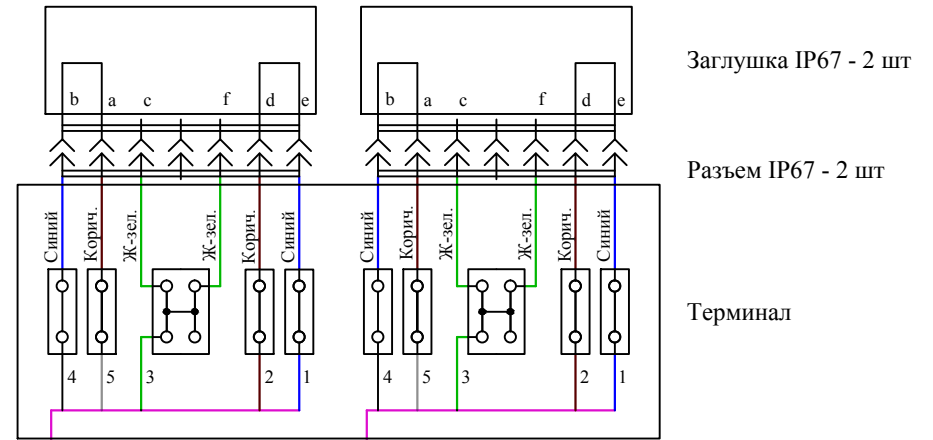 Заглушка IP67 - 2 шт
b a c f d e
b a c f d e
Разъем IP67 - 2 шт
Синий Корич. Ж-зел. Ж-зел. Корич. Синий
Синий Корич. Ж-зел. Ж-зел. Корич. Синий
Терминал
4 5 3 2 1
4 5 3 2 1